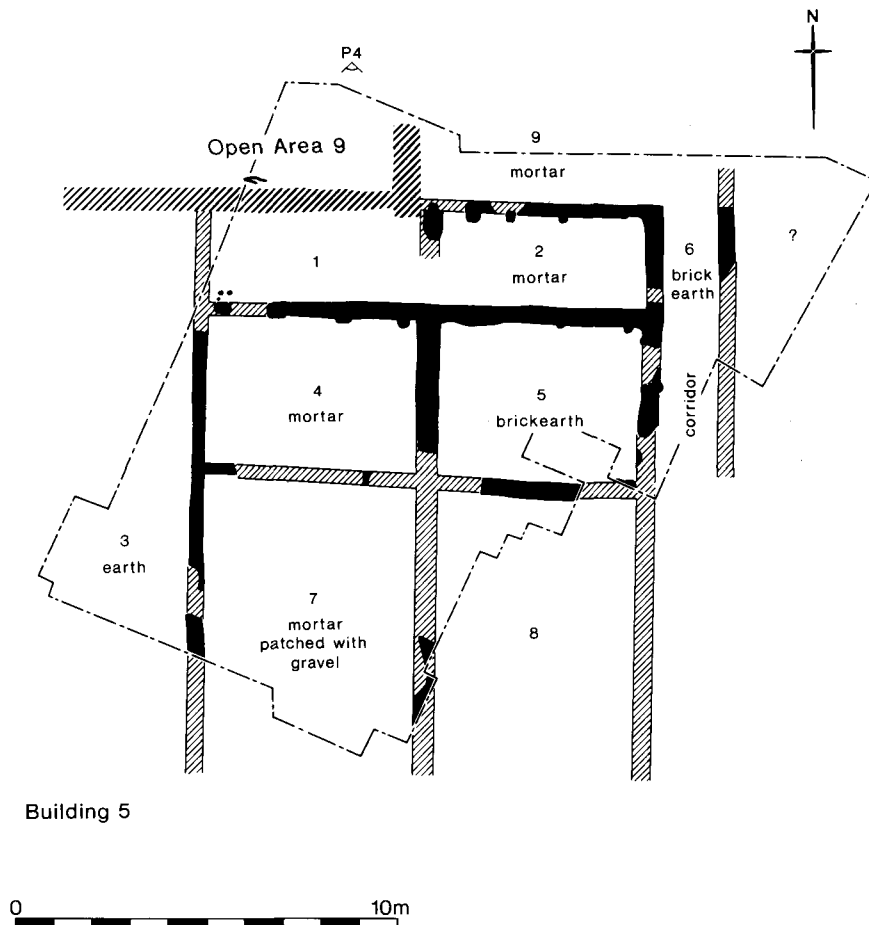 N
P4
Open Area 9
9
mortar
1
2
mortar
6
brick
earth
?
4
mortar
5
brickearth
corridor
3
earth
7
mortar
patched with
gravel
8
Building 5
0
10m